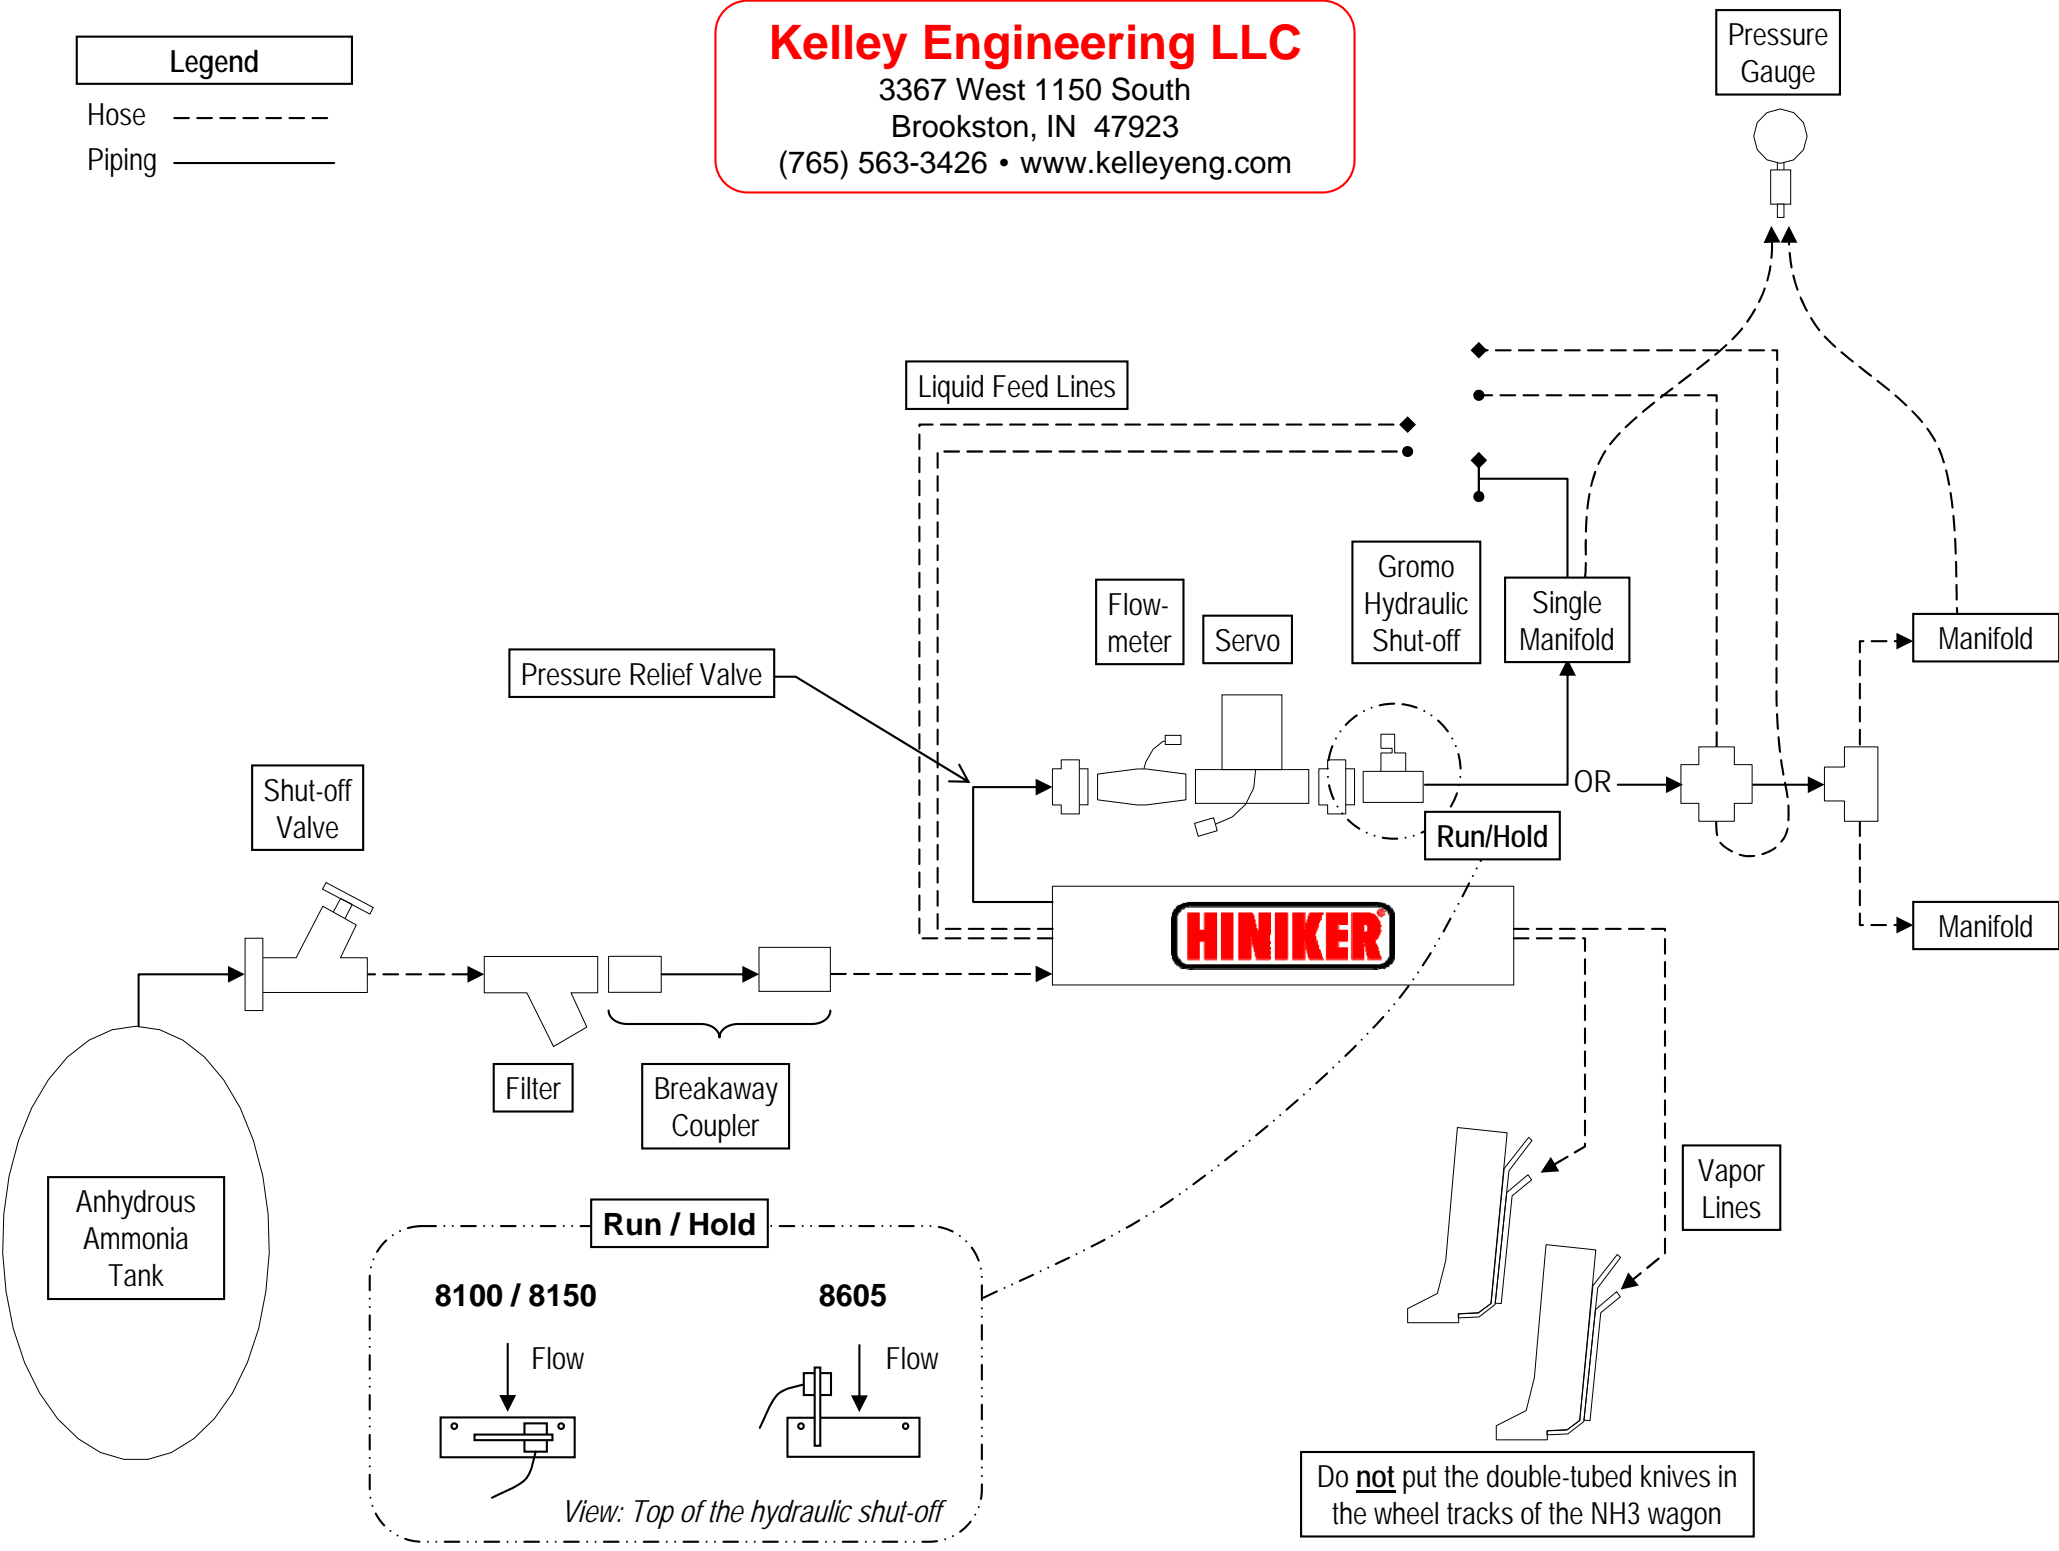 Legend
Hose
Piping
Kelley Engineering LLC
3367 West 1150 South
Brookston, IN 47923
(765) 563-3426 • www.kelleyeng.com
Pressure
Gauge
Liquid Feed Lines
Flow-
meter
Servo
Gromo
Hydraulic
Shut-off
Single
Manifold
Manifold
Pressure Relief Valve
Shut-off
Valve
OR
Run/Hold
HINIKER®
Manifold
Filter
Breakaway
Coupler
Anhydrous
Ammonia
Tank
Vapor
Lines
Run / Hold
8100 / 8150
8605
Flow
Flow
View: Top of the hydraulic shut-off
Do not put the double-tubed knives in
the wheel tracks of the NH3 wagon